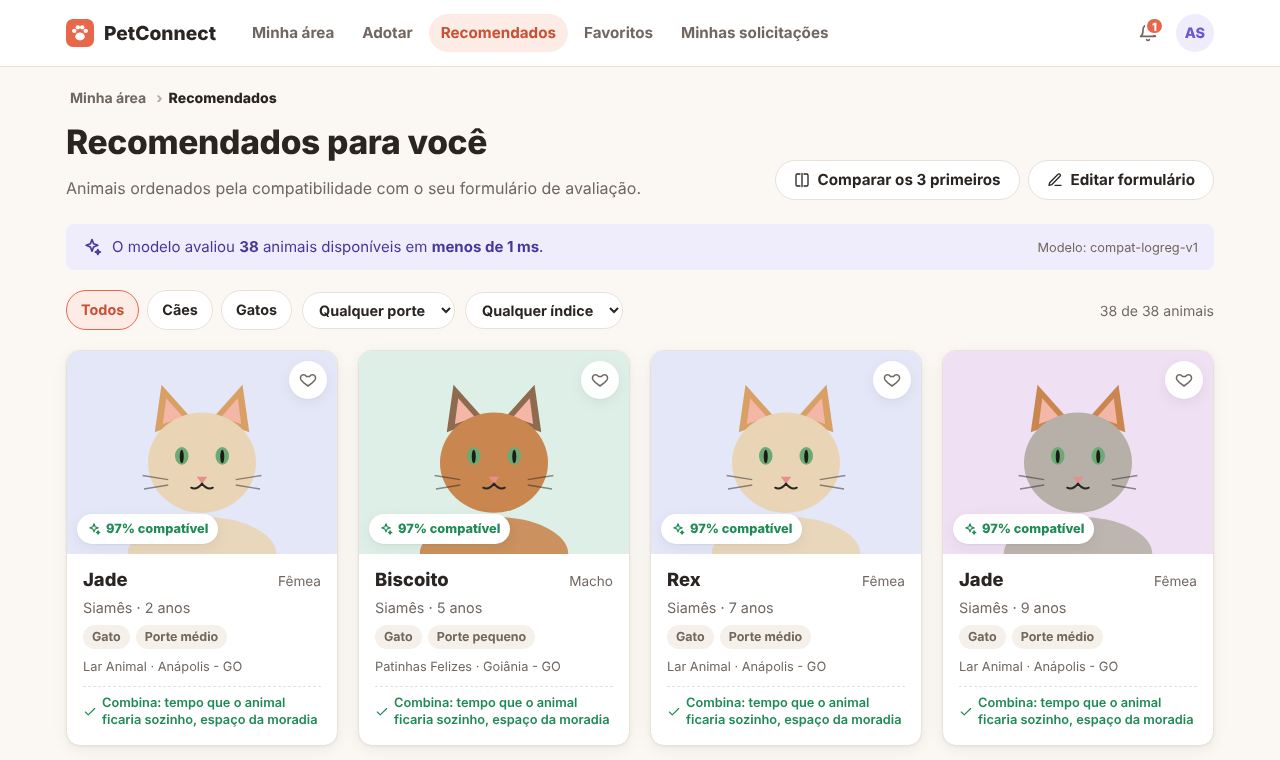 PetConnect
Minha área
Adotar
Recomendados
Favoritos
Minhas solicitações
1
AS
Minha área › Recomendados
Recomendados para você
Animais ordenados pela compatibilidade com o seu formulário de avaliação.
Comparar os 3 primeiros
Editar formulário
O modelo avaliou 38 animais disponíveis em menos de 1 ms.
Modelo: compat-logreg-v1
Todos
Cães
Gatos
Qualquer porte
Qualquer índice
38 de 38 animais
97% compatível
Jade
Fêmea
Siamês · 2 anos
Gato
Porte médio
Lar Animal · Anápolis - GO
Combina: tempo que o animal
ficaria sozinho, espaço da moradia
97% compatível
Biscoito
Macho
Siamês · 5 anos
Gato
Porte pequeno
Patinhas Felizes · Goiânia - GO
Combina: tempo que o animal
ficaria sozinho, espaço da moradia
97% compatível
Rex
Fêmea
Siamês · 7 anos
Gato
Porte médio
Lar Animal · Anápolis - GO
Combina: tempo que o animal
ficaria sozinho, espaço da moradia
97% compatível
Jade
Fêmea
Siamês · 9 anos
Gato
Porte médio
Lar Animal · Anápolis - GO
Combina: tempo que o animal
ficaria sozinho, espaço da moradia